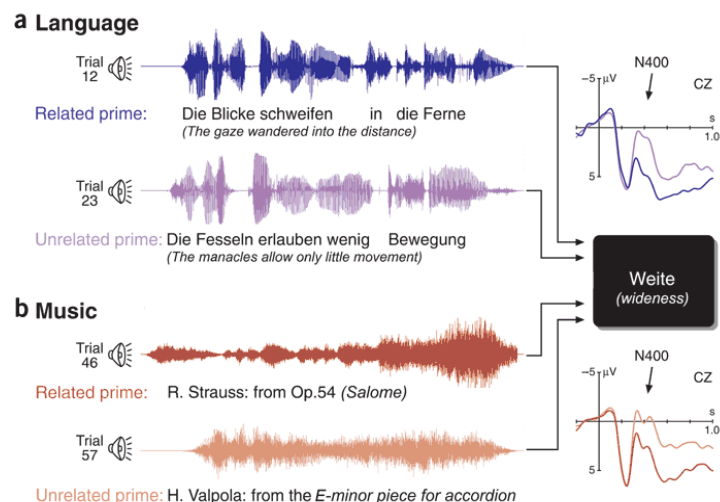 a Language
Trial
12
Related prime: Die Blicke schweifen in die Ferne
(The gaze wandered into the distance)
Trial
23
Unrelated prime: Die Fesseln erlauben wenig Bewegung
(The manacles allow only little movement)
N400
−5 µV
CZ
s
1.0
5
Weite
(wideness)
b Music
Trial
46
Related prime: R. Strauss: from Op.54 (Salome)
Trial
57
Unrelated prime: H. Valpola: from the E-minor piece for accordion
N400
−5 µV
CZ
s
1.0
5